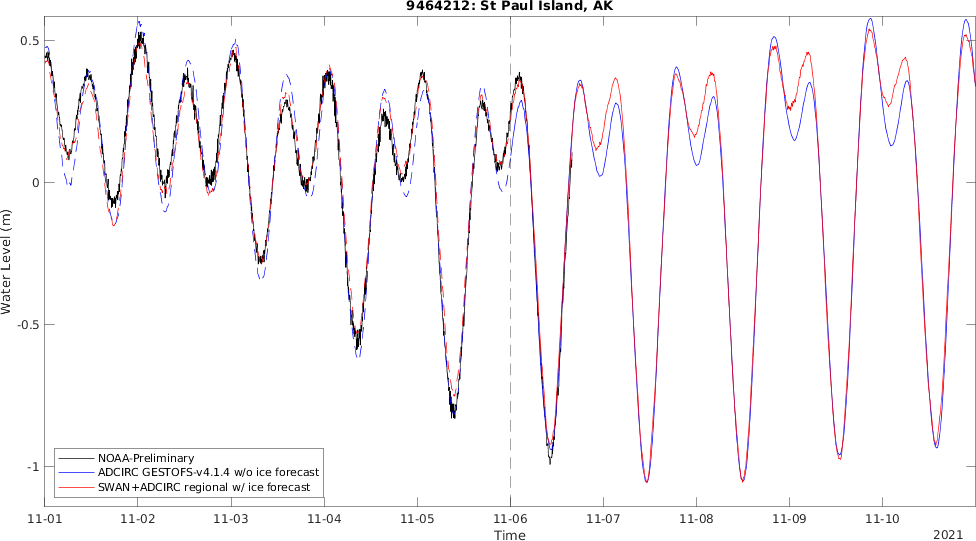 9464212: St Paul Island, AK
0.5
0
-0.5
-1
Water Level (m)
NOAA-Preliminary
ADCIRC GESTOFS-v4.1.4 w/o ice forecast
SWAN+ADCIRC regional w/ ice forecast
11-01 11-02 11-03 11-04 11-05 11-06 11-07 11-08 11-09 11-10
Time
2021